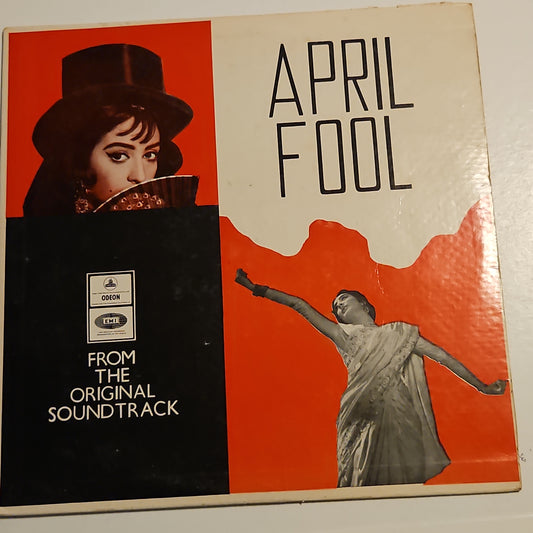 APRIL
FOOL
ODEON
EMI
FROM
THE
ORIGINAL
SOUNDTRACK